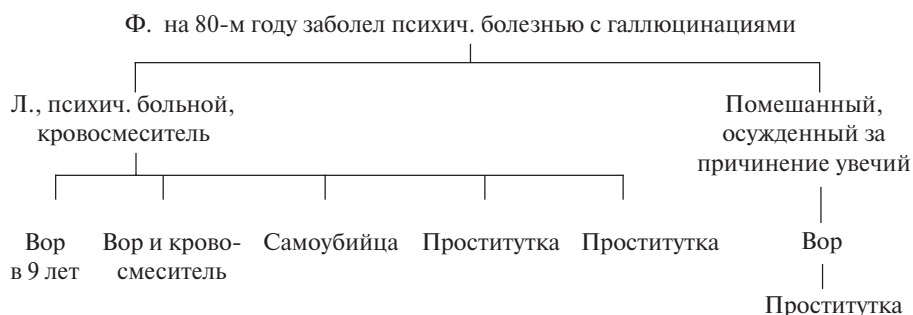 Ф. на 80-м году заболел психич. болезнью с галлюцинациями
Л., психич. больной,
кровосмеситель
Помешанный,
осужденный за
причинение увечий
Вор
в 9 лет
Вор и крово-
смеситель
Самоубийца
Проститутка
Проститутка
Вор
Проститутка